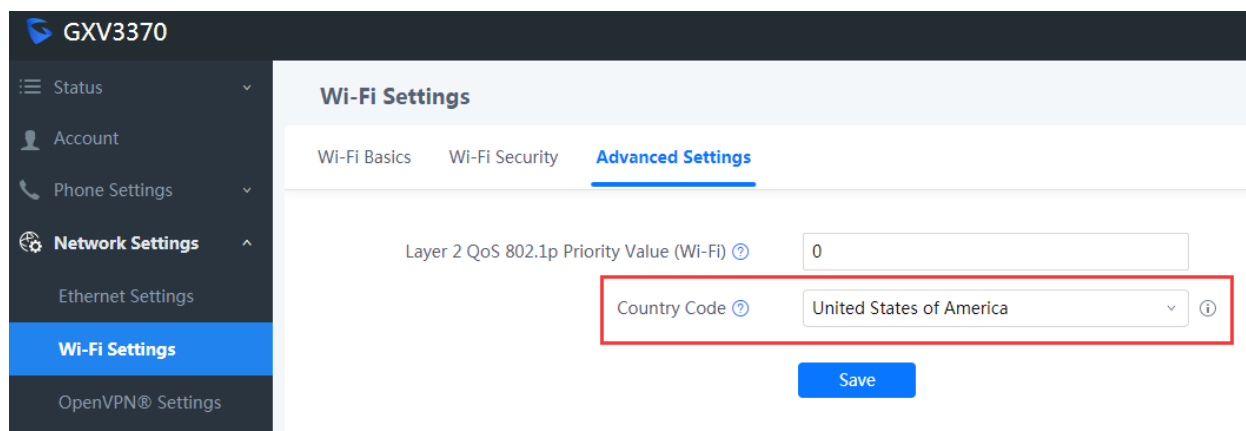 GXV3370
Status
Account
Phone Settings
Network Settings
Ethernet Settings
Wi-Fi Settings
OpenVPN® Settings
Wi-Fi Settings
Wi-Fi Basics Wi-Fi Security Advanced Settings
Layer 2 QoS 802.1p Priority Value (Wi-Fi) 0
Country Code United States of America
Save